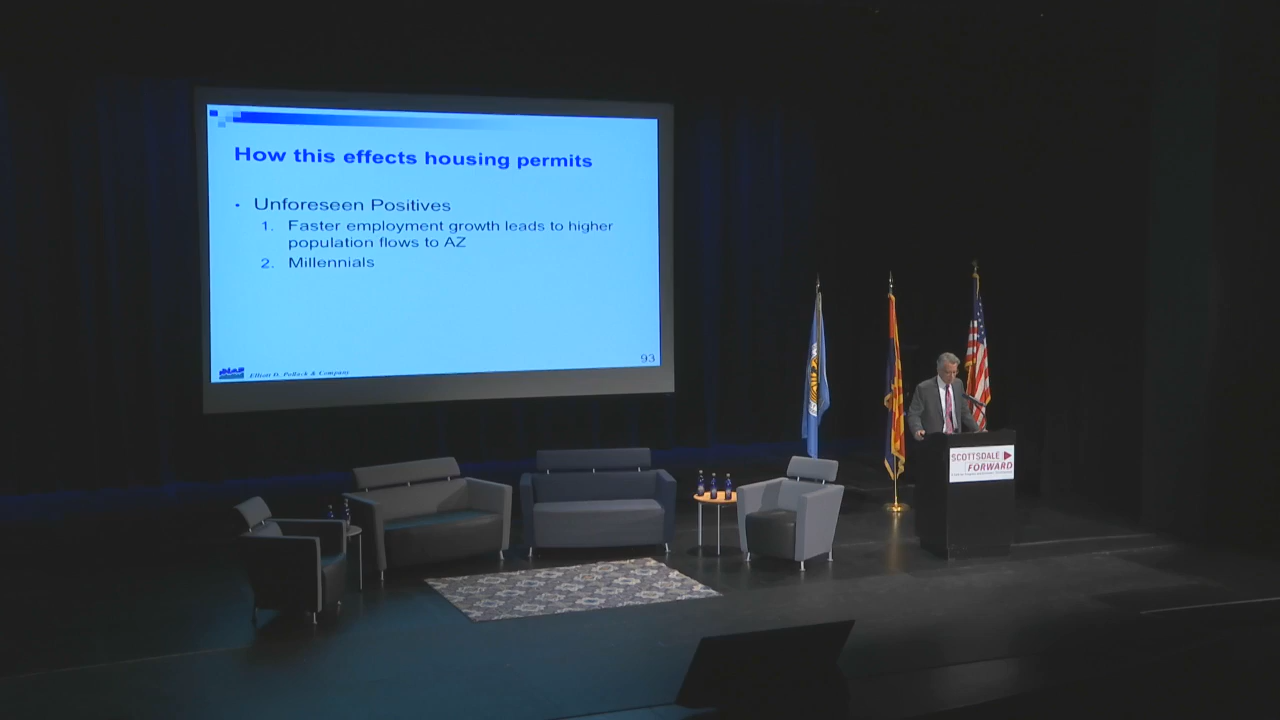 How this effects housing permits
• Unforeseen Positives
1. Faster employment growth leads to higher
population flows to AZ
2. Millennials
93
Elliott D. Pollack & Company
SCOTTSDALE
FORWARD